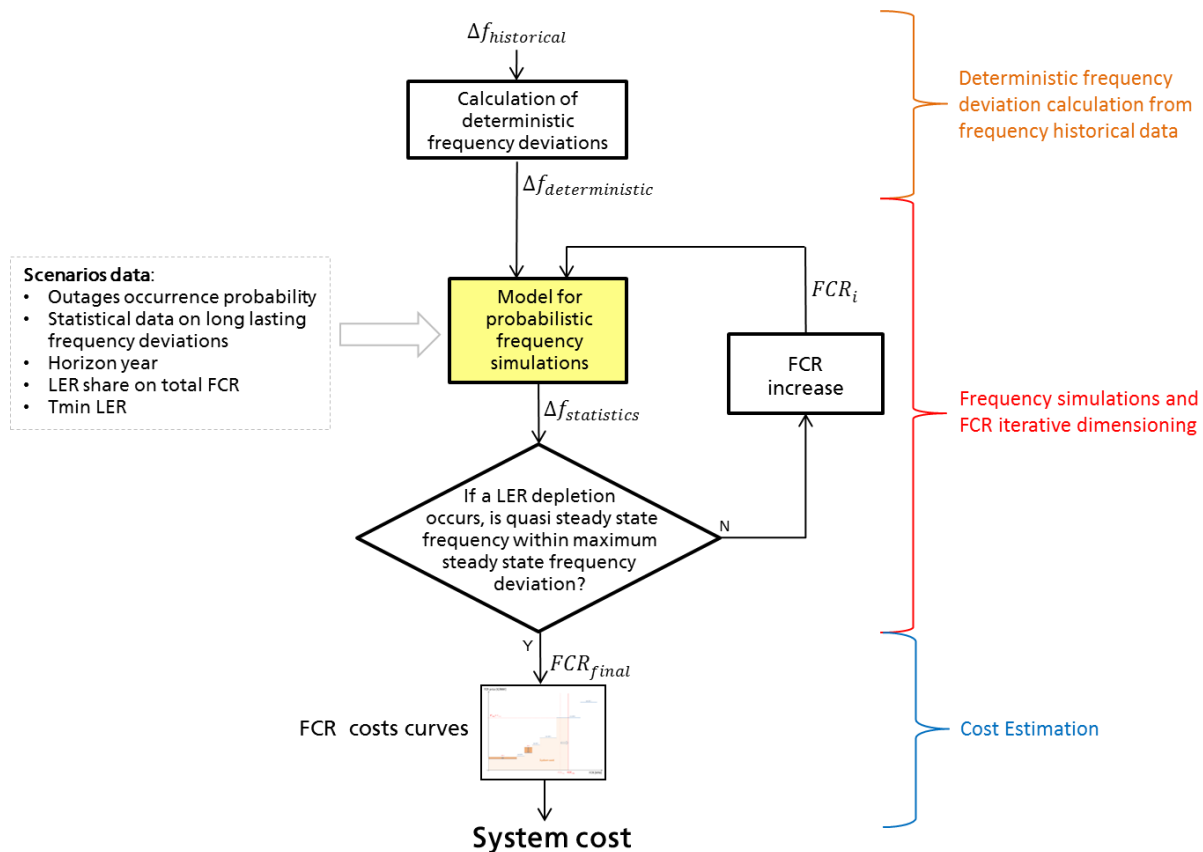 Δf_historical
Calculation of
deterministic
frequency deviations
Δf_deterministic
Deterministic frequency
deviation calculation from
frequency historical data
Scenarios data:
• Outages occurrence probability
• Statistical data on long lasting
frequency deviations
• Horizon year
• LER share on total FCR
• Tmin LER
Model for
probabilistic
frequency
simulations
FCR_i
FCR
increase
Δf_statistics
Frequency simulations and
FCR iterative dimensioning
If a LER depletion
occurs, is quasi steady state
frequency within maximum
steady state frequency
deviation?
N
Y
FCR_final
FCR costs curves
Cost Estimation
System cost